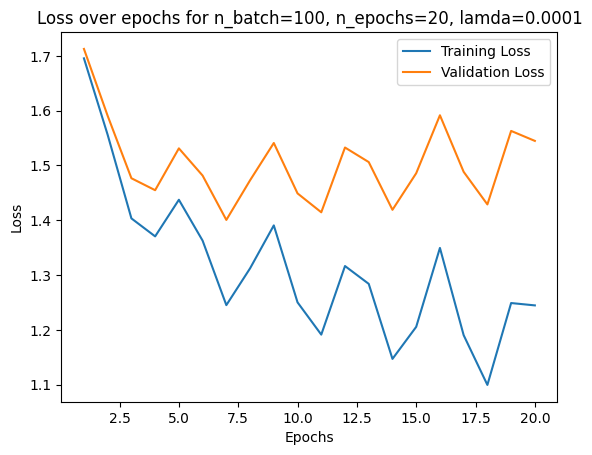 Loss over epochs for n_batch=100, n_epochs=20, lamda=0.0001
Training Loss
Validation Loss
1.7
1.6
1.5
1.4
1.3
1.2
1.1
Loss
2.5 5.0 7.5 10.0 12.5 15.0 17.5 20.0
Epochs